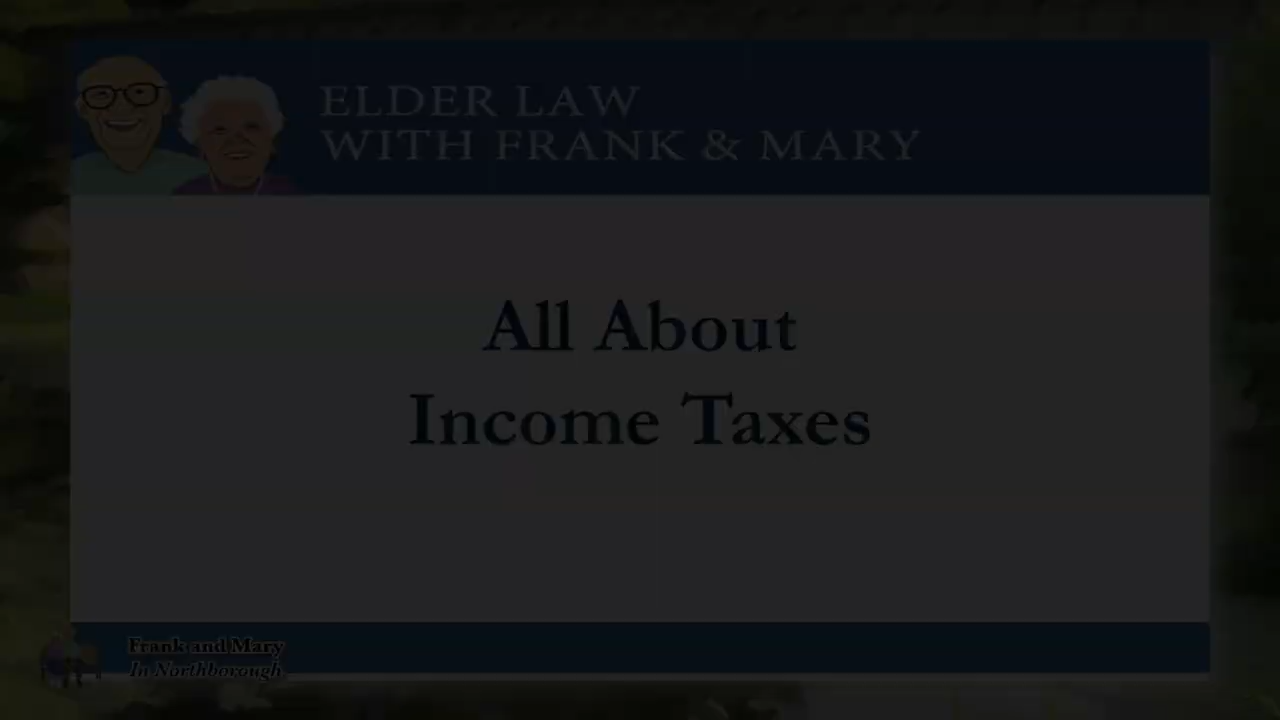 ELDER LAW
WITH FRANK & MARY
All About
Income Taxes
Frank and Mary
In Northborough